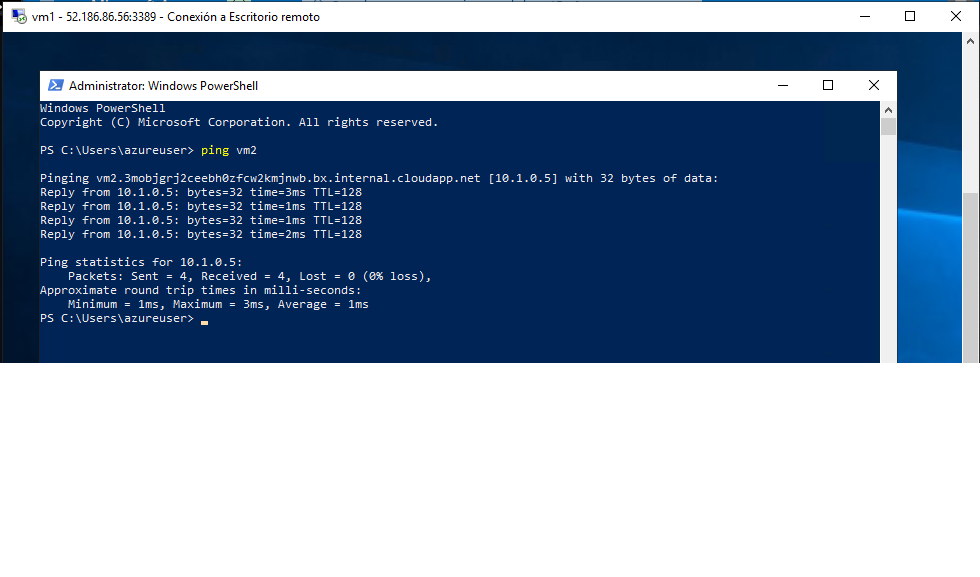 vm1 - 52.186.86.56:3389 - Conexión a Escritorio remoto
Administrator: Windows PowerShell
Windows PowerShell
Copyright (C) Microsoft Corporation. All rights reserved.
PS C:\Users\azureuser> ping vm2
Pinging vm2.3mobjgrj2ceebh0zfcw2kmjnwb.bx.internal.cloudapp.net [10.1.0.5] with 32 bytes of data:
Reply from 10.1.0.5: bytes=32 time=3ms TTL=128
Reply from 10.1.0.5: bytes=32 time=1ms TTL=128
Reply from 10.1.0.5: bytes=32 time=1ms TTL=128
Reply from 10.1.0.5: bytes=32 time=2ms TTL=128
Ping statistics for 10.1.0.5:
    Packets: Sent = 4, Received = 4, Lost = 0 (0% loss),
Approximate round trip times in milli-seconds:
    Minimum = 1ms, Maximum = 3ms, Average = 1ms
PS C:\Users\azureuser>